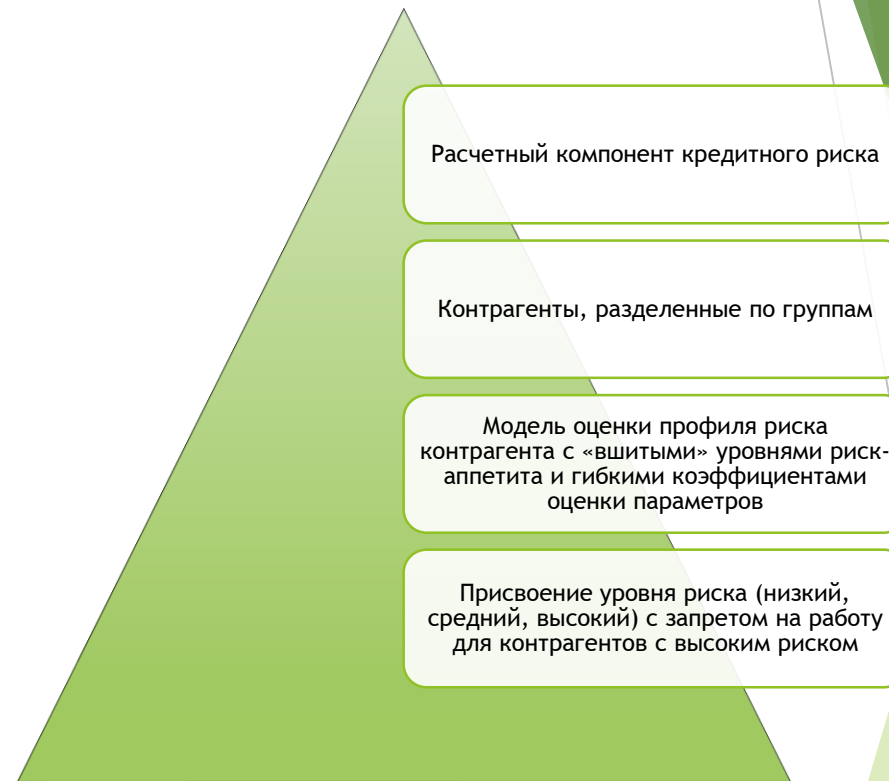 Расчетный компонент кредитного риска
Контрагенты, разделенные по группам
Модель оценки профиля риска
контрагента с «вшитыми» уровнями риск-
аппетита и гибкими коэффициентами
оценки параметров
Присвоение уровня риска (низкий,
средний, высокий) с запретом на работу
для контрагентов с высоким риском